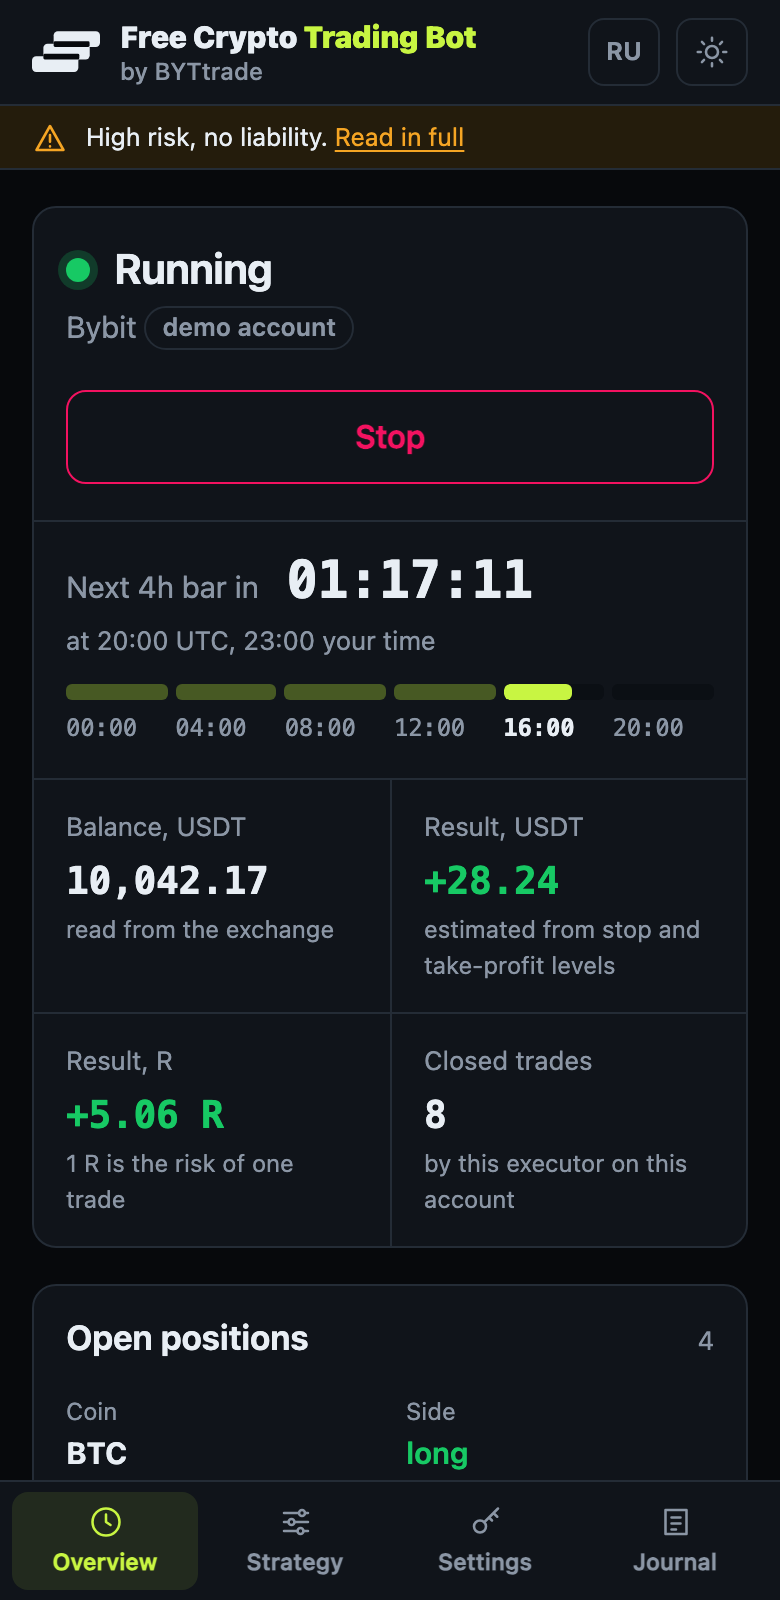 Free Crypto Trading Bot
by BYTtrade
RU
High risk, no liability. Read in full
Running
Bybit demo account
Stop
Next 4h bar in 01:17:11
at 20:00 UTC, 23:00 your time
00:00 04:00 08:00 12:00 16:00 20:00
Balance, USDT
10,042.17
read from the exchange
Result, USDT
+28.24
estimated from stop and
take-profit levels
Result, R
+5.06 R
1 R is the risk of one
trade
Closed trades
8
by this executor on this
account
Open positions 4
Coin Side
BTC long
Overview Strategy Settings Journal